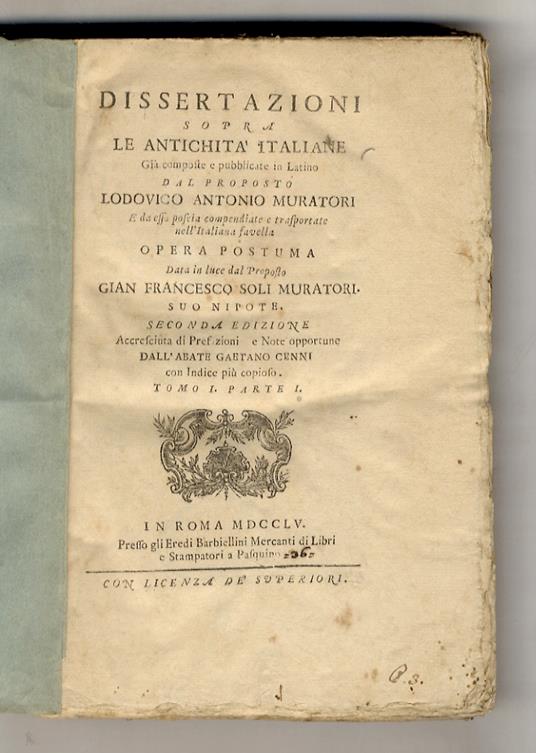 DISSERTAZIONI
SOPRA
LE ANTICHITA' ITALIANE
Già composte e pubblicate in Latino
DAL PROPOSTO
LODOVICO ANTONIO MURATORI
E da esso poscia compendiate e trasportate
nell'Italiana favella
OPERA POSTUMA
Data in luce dal Proposto
GIAN FRANCESCO SOLI MURATORI.
SUO NIPOTE.
SECONDA EDIZIONE
Accresciuta di Prefazioni e Note opportune
DALL'ABATE GAETANO CENNI
con Indice più copioso.
TOMO I. PARTE I.
IN ROMA MDCCLV.
Presso gli Eredi Barbiellini Mercanti di Libri
e Stampatori a Pasquino =36=
CON LICENZA DE' SUPERIORI.
P. 3.